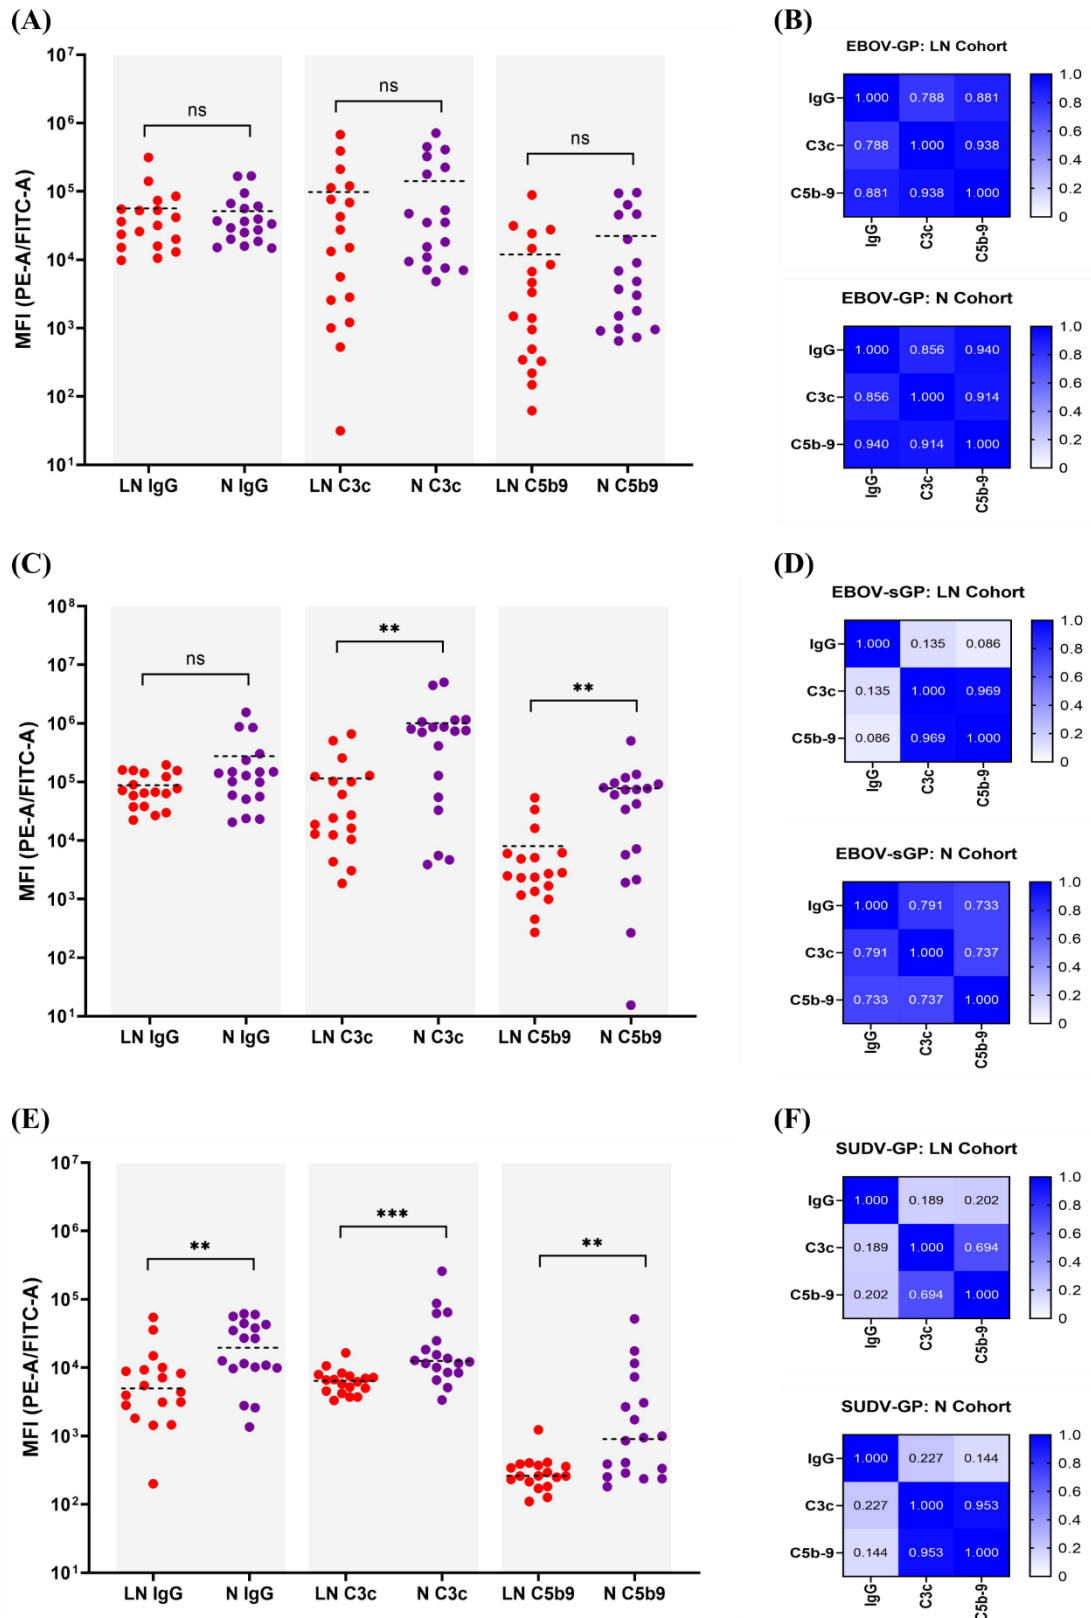 (A)
MFI (PE-A/FITC-A)
10^7
10^6
10^5
10^4
10^3
10^2
10^1
ns
ns
ns
LN IgG N IgG LN C3c N C3c LN C5b9 N C5b9
(B)
EBOV-GP: LN Cohort
IgG 1.000 0.788 0.881
C3c 0.788 1.000 0.938
C5b-9 0.881 0.938 1.000
IgG C3c C5b-9
1.0
0.8
0.6
0.4
0.2
0
EBOV-GP: N Cohort
IgG 1.000 0.856 0.940
C3c 0.856 1.000 0.914
C5b-9 0.940 0.914 1.000
IgG C3c C5b-9
1.0
0.8
0.6
0.4
0.2
0
(C)
MFI (PE-A/FITC-A)
10^8
10^7
10^6
10^5
10^4
10^3
10^2
10^1
ns
**
**
LN IgG N IgG LN C3c N C3c LN C5b9 N C5b9
(D)
EBOV-sGP: LN Cohort
IgG 1.000 0.135 0.086
C3c 0.135 1.000 0.969
C5b-9 0.086 0.969 1.000
IgG C3c C5b-9
1.0
0.8
0.6
0.4
0.2
0
EBOV-sGP: N Cohort
IgG 1.000 0.791 0.733
C3c 0.791 1.000 0.737
C5b-9 0.733 0.737 1.000
IgG C3c C5b-9
1.0
0.8
0.6
0.4
0.2
0
(E)
MFI (PE-A/FITC-A)
10^7
10^6
10^5
10^4
10^3
10^2
10^1
**
***
**
LN IgG N IgG LN C3c N C3c LN C5b9 N C5b9
(F)
SUDV-GP: LN Cohort
IgG 1.000 0.189 0.202
C3c 0.189 1.000 0.694
C5b-9 0.202 0.694 1.000
IgG C3c C5b-9
1.0
0.8
0.6
0.4
0.2
0
SUDV-GP: N Cohort
IgG 1.000 0.227 0.144
C3c 0.227 1.000 0.953
C5b-9 0.144 0.953 1.000
IgG C3c C5b-9
1.0
0.8
0.6
0.4
0.2
0